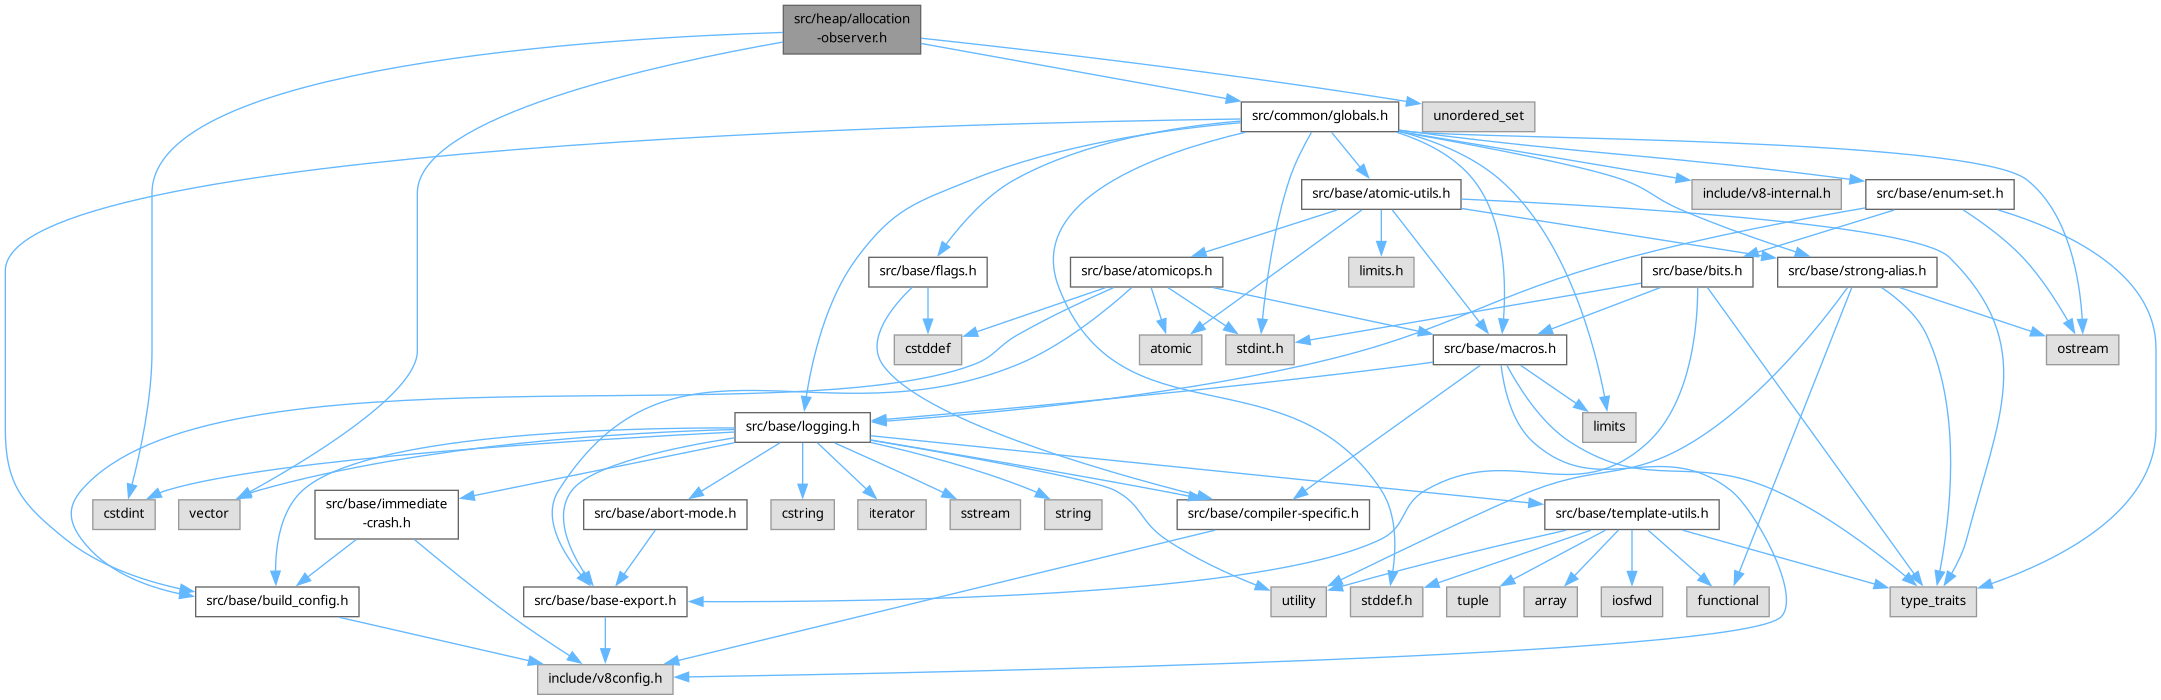 src/heap/allocation
-observer.h
src/common/globals.h
unordered_set
src/base/atomic-utils.h
include/v8-internal.h
src/base/enum-set.h
src/base/flags.h
src/base/atomicops.h
limits.h
src/base/bits.h
src/base/strong-alias.h
cstddef
atomic
stdint.h
src/base/macros.h
ostream
src/base/logging.h
limits
cstdint
vector
src/base/immediate
-crash.h
src/base/abort-mode.h
cstring
iterator
sstream
string
src/base/compiler-specific.h
src/base/template-utils.h
src/base/build_config.h
src/base/base-export.h
utility
stddef.h
tuple
array
iosfwd
functional
type_traits
include/v8config.h